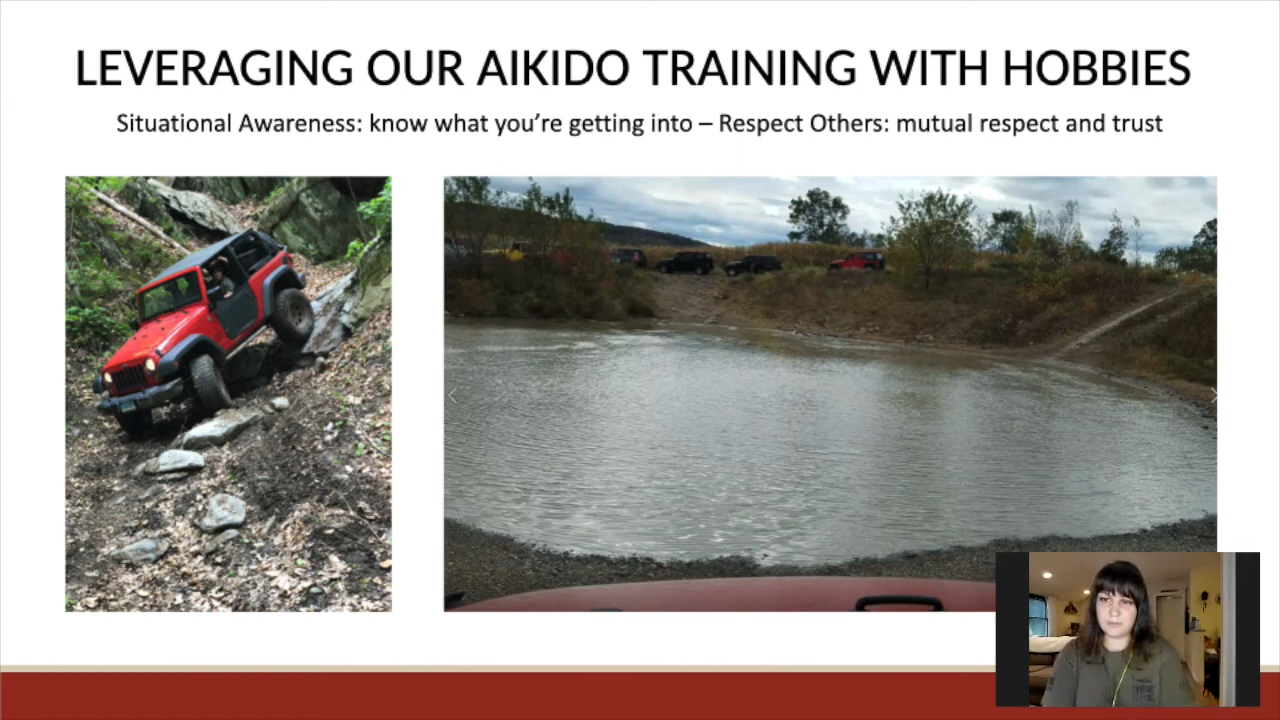 LEVERAGING OUR AIKIDO TRAINING WITH HOBBIES
Situational Awareness: know what you’re getting into – Respect Others: mutual respect and trust